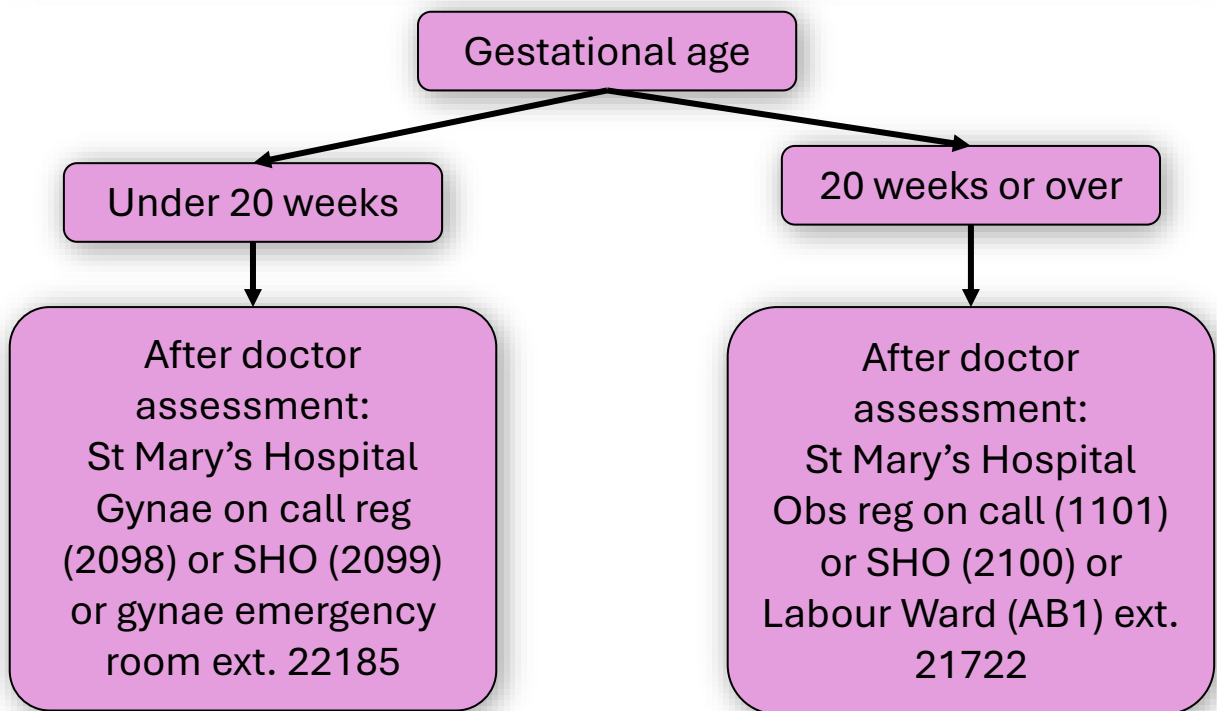 Gestational age
Under 20 weeks
20 weeks or over
After doctor
assessment:
St Mary’s Hospital
Gynae on call reg
(2098) or SHO (2099)
or gynae emergency
room ext. 22185
After doctor
assessment:
St Mary’s Hospital
Obs reg on call (1101)
or SHO (2100) or
Labour Ward (AB1) ext.
21722